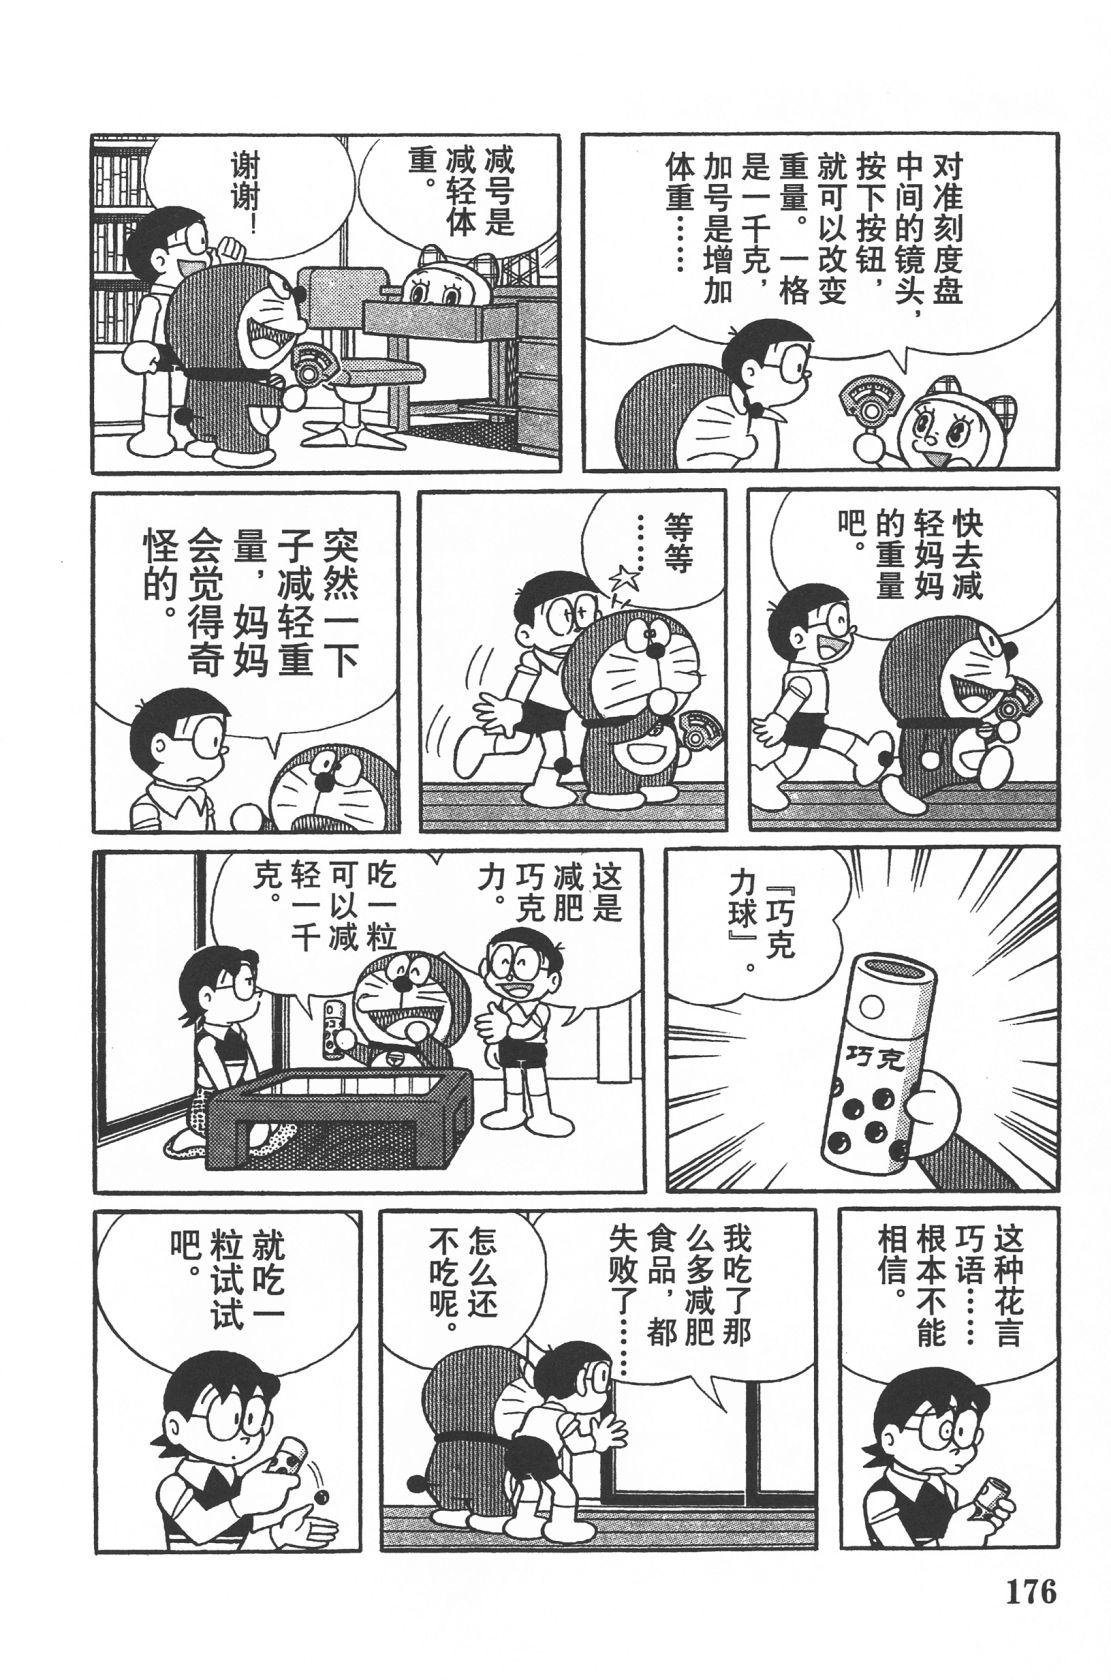 对准刻度盘
中间的镜头，
按下按钮，
就可以改变
重量。一格
是一千克，
加号是增加
体重……
减号是
减轻体
重。
谢谢！
快去减
轻妈妈
的重量
吧。
等等
……
突然一下
子减轻重
量，妈妈
会觉得奇
怪的。
『巧克
力球』。
巧克
这是
减肥
巧克
力。
吃一粒
可以减
轻一千
克。
这种花言
巧语……
根本不能
相信。
我吃了那
么多减肥
食品，都
失败了……
怎么还
不吃呢。
就吃一
粒试试
吧。
176